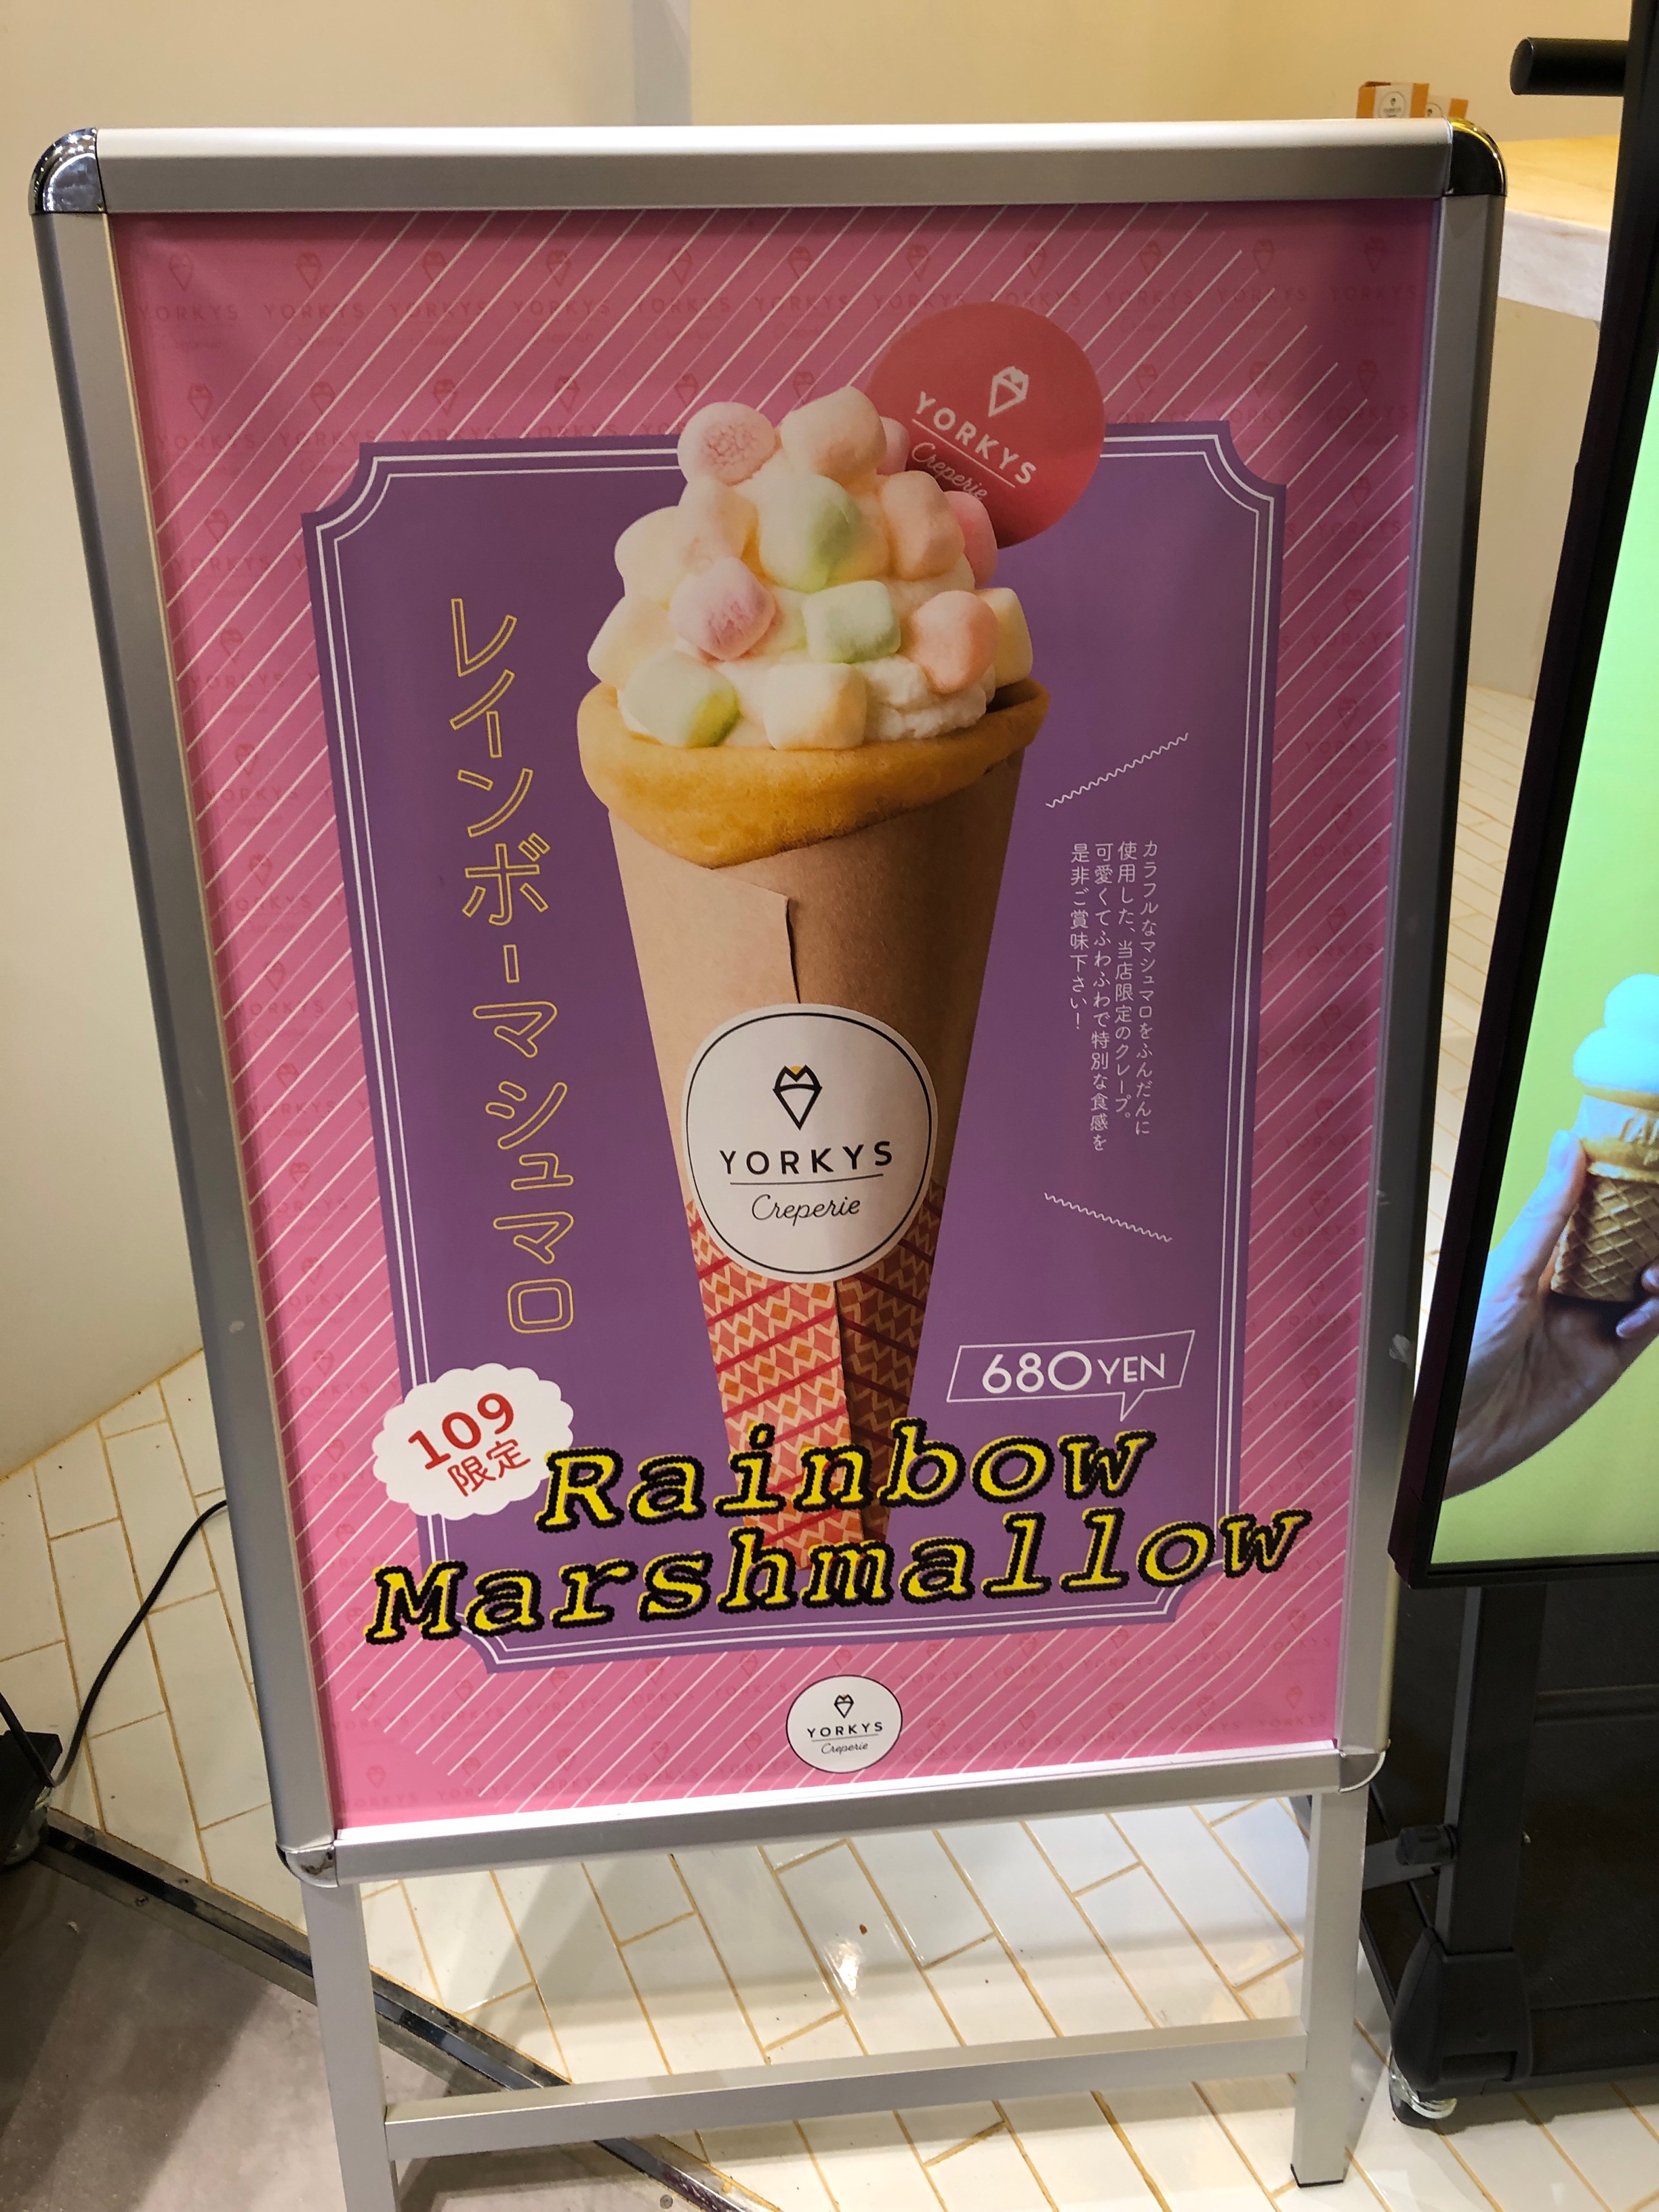 YORKYS
Creperie
レインボーマシュマロ
カラフルなマシュマロをふんだんに
使用した、当店限定のクレープ。
可愛くてふわふわで特別な食感を
是非ご賞味下さい！
YORKYS
Creperie
680YEN
109
限定
Rainbow
Marshmallow
YORKYS
Creperie